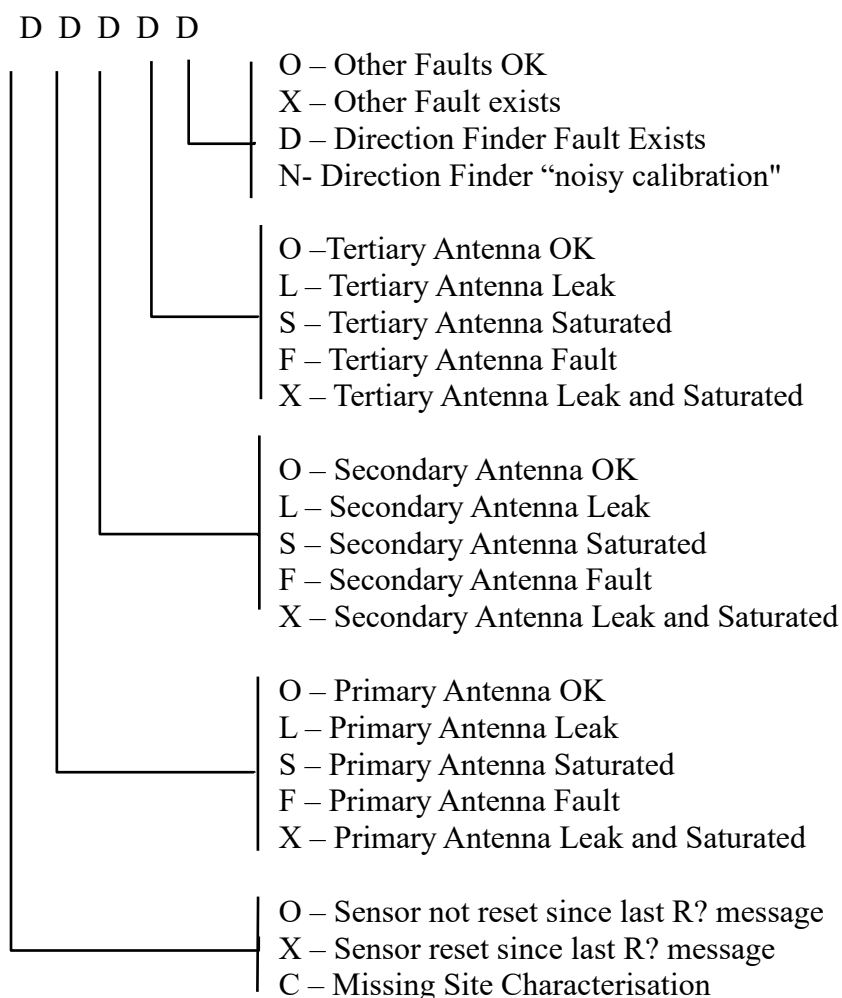 D D D D D
O – Other Faults OK
X – Other Fault exists
D – Direction Finder Fault Exists
N- Direction Finder “noisy calibration"
O –Tertiary Antenna OK
L – Tertiary Antenna Leak
S – Tertiary Antenna Saturated
F – Tertiary Antenna Fault
X – Tertiary Antenna Leak and Saturated
O – Secondary Antenna OK
L – Secondary Antenna Leak
S – Secondary Antenna Saturated
F – Secondary Antenna Fault
X – Secondary Antenna Leak and Saturated
O – Primary Antenna OK
L – Primary Antenna Leak
S – Primary Antenna Saturated
F – Primary Antenna Fault
X – Primary Antenna Leak and Saturated
O – Sensor not reset since last R? message
X – Sensor reset since last R? message
C – Missing Site Characterisation